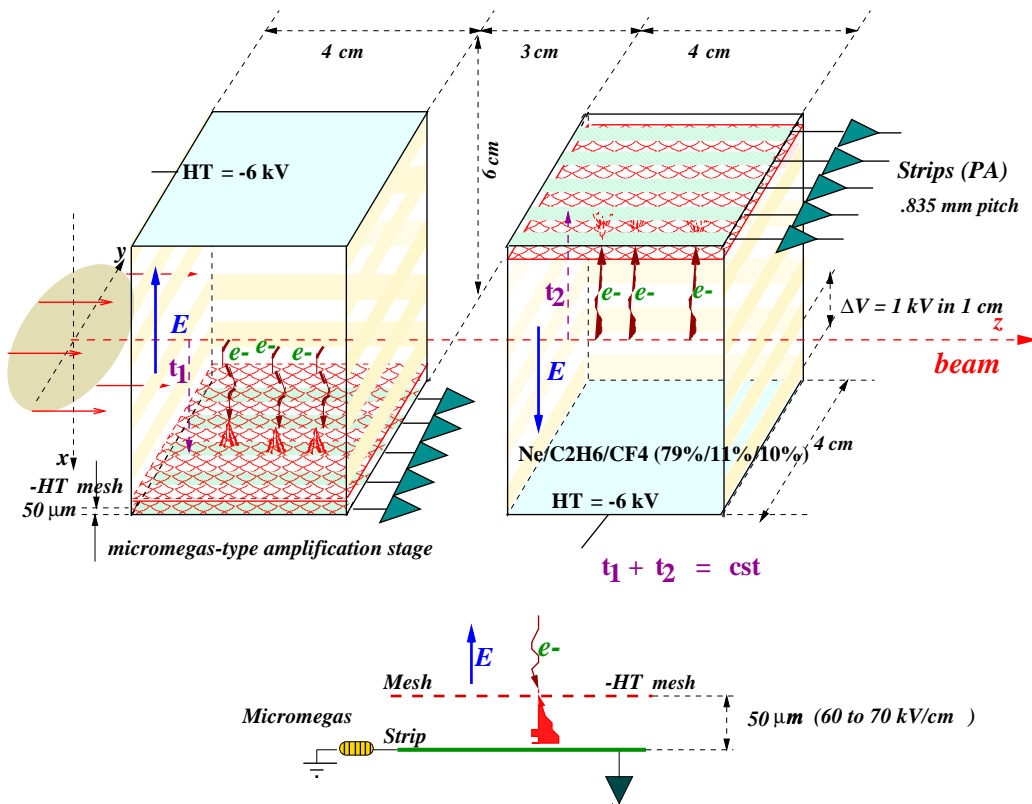 4 cm
3 cm
4 cm
6 cm
HT = -6 kV
Strips (PA)
.835 mm pitch
y
E
t2
e-
e-
e-
ΔV = 1 kV in 1 cm
z
beam
e-
e-
e-
t1
E
x
-HT mesh
50 µm
Ne/C2H6/CF4 (79%/11%/10%)
HT = -6 kV
4 cm
micromegas-type amplification stage
t1 + t2 = cst
E
e-
Mesh
-HT mesh
Micromegas
50 µm (60 to 70 kV/cm )
Strip